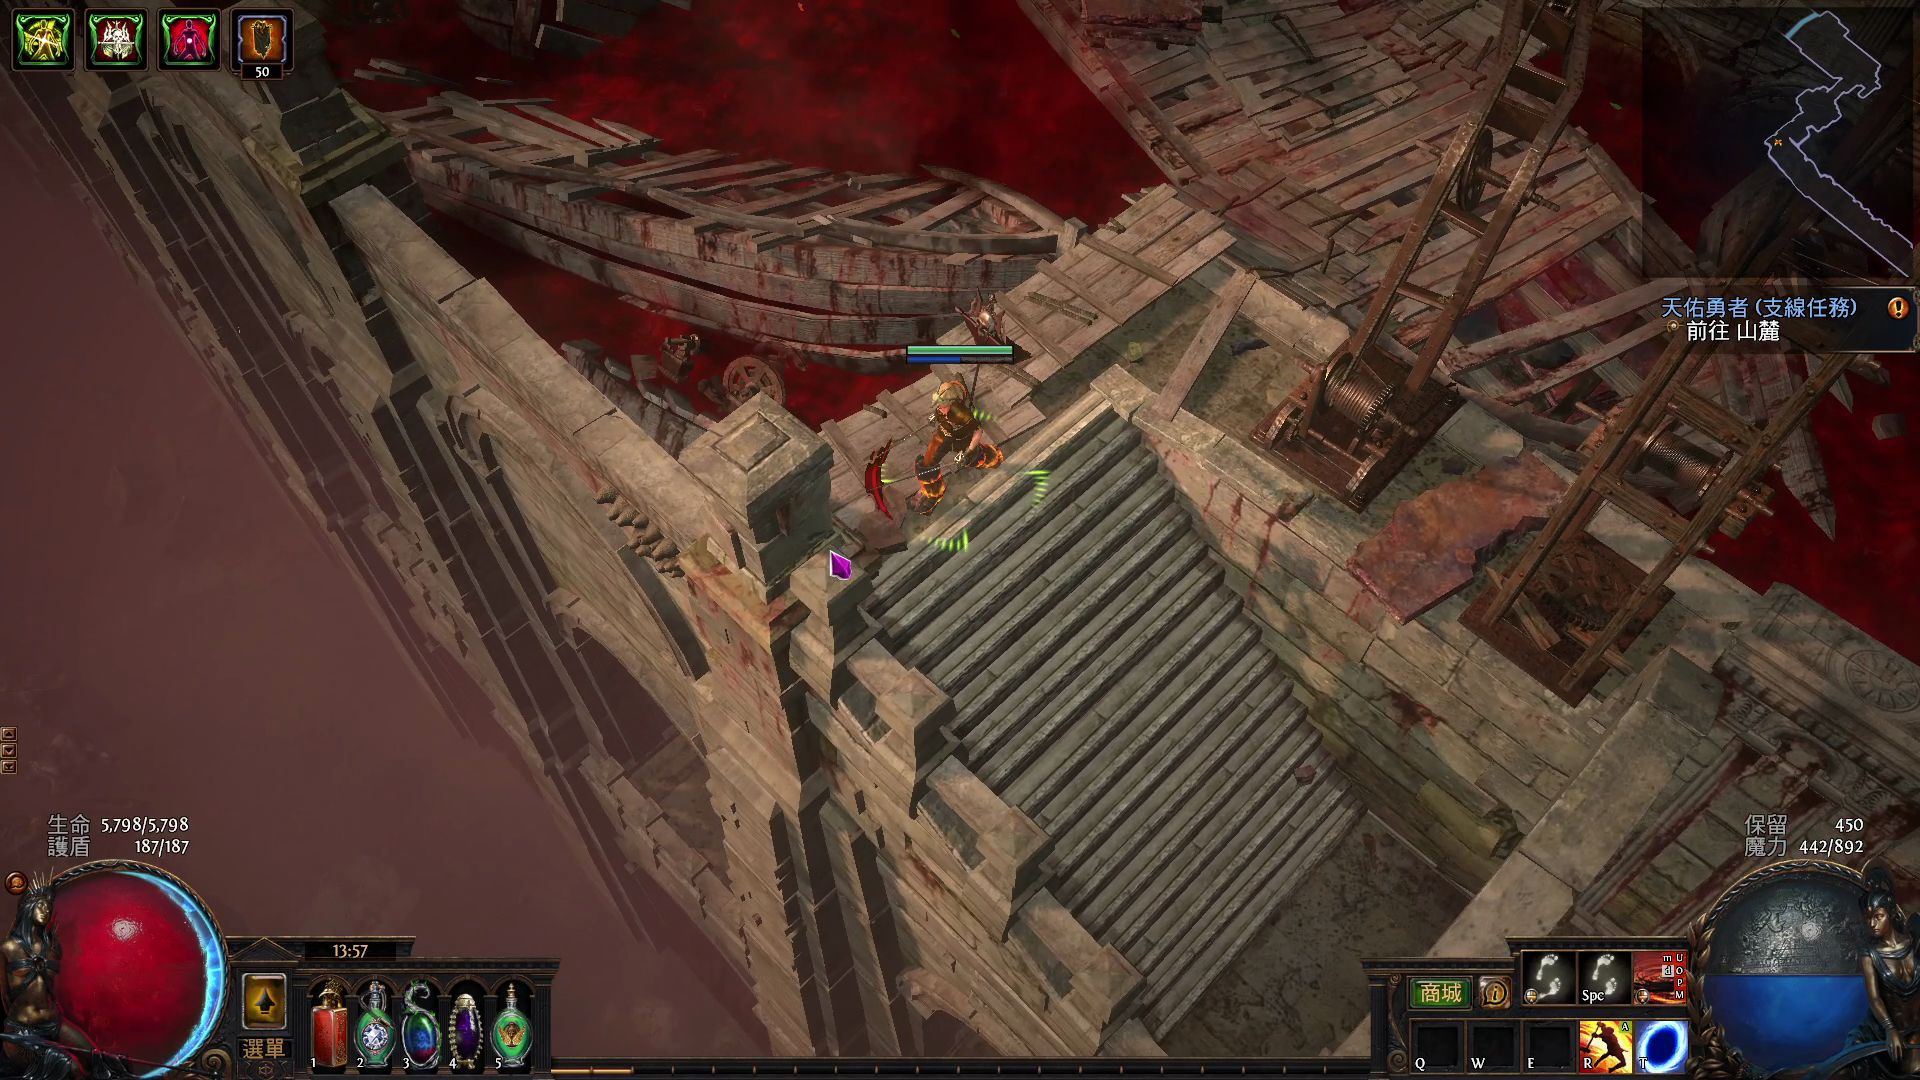 50
天佑勇者 (支線任務)
前往 山麓
生命 5,798/5,798
護盾 187/187
保留 450
魔力 442/892
13:57
選單
1
2
3
4
5
商城
Spc
m U
d O
P
M
Q
W
E
R
A
T